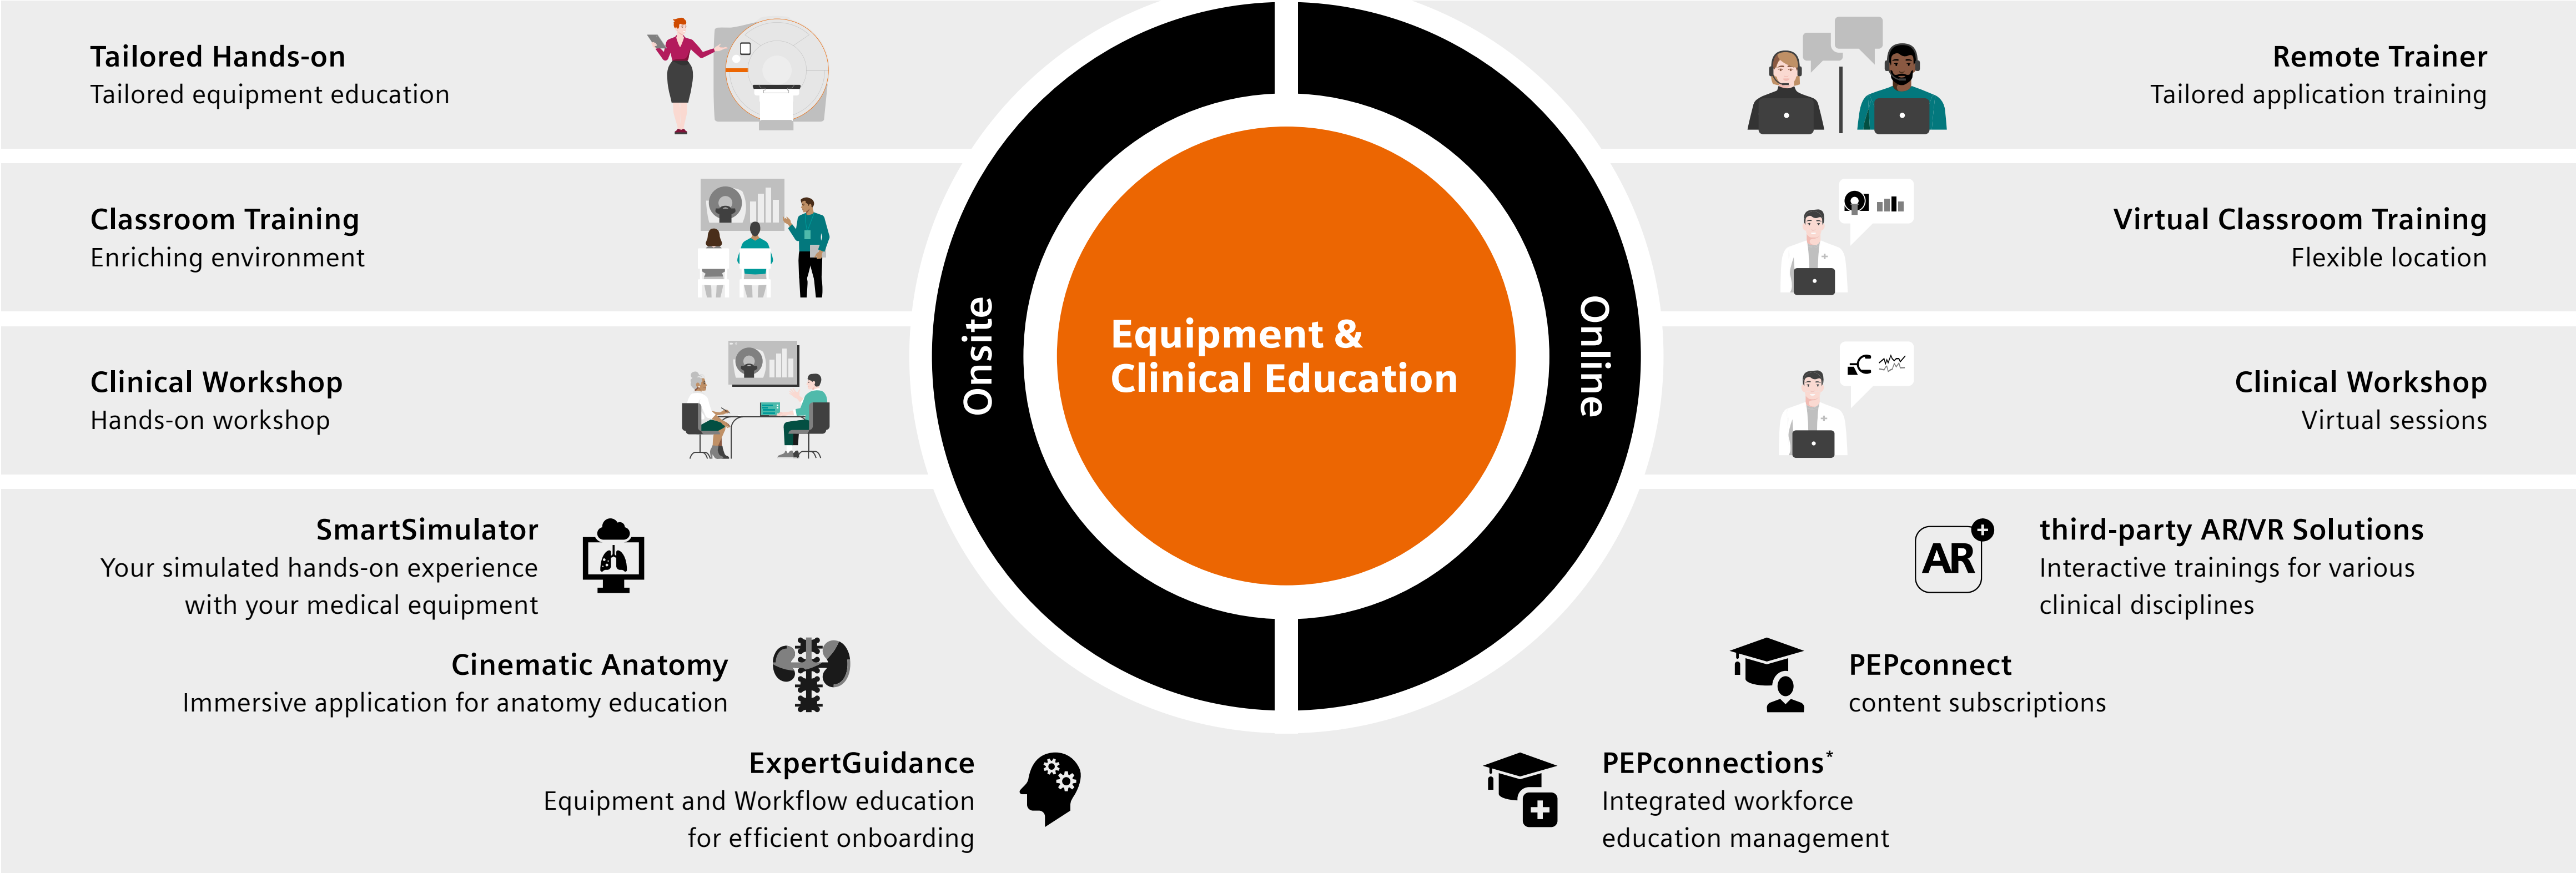 Tailored Hands-on
Tailored equipment education
Classroom Training
Enriching environment
Clinical Workshop
Hands-on workshop
Onsite
Equipment &
Clinical Education
Online
Remote Trainer
Tailored application training
Virtual Classroom Training
Flexible location
Clinical Workshop
Virtual sessions
SmartSimulator
Your simulated hands-on experience
with your medical equipment
Cinematic Anatomy
Immersive application for anatomy education
ExpertGuidance
Equipment and Workflow education
for efficient onboarding
AR
third-party AR/VR Solutions
Interactive trainings for various
clinical disciplines
PEPconnect
content subscriptions
PEPconnections*
Integrated workforce
education management